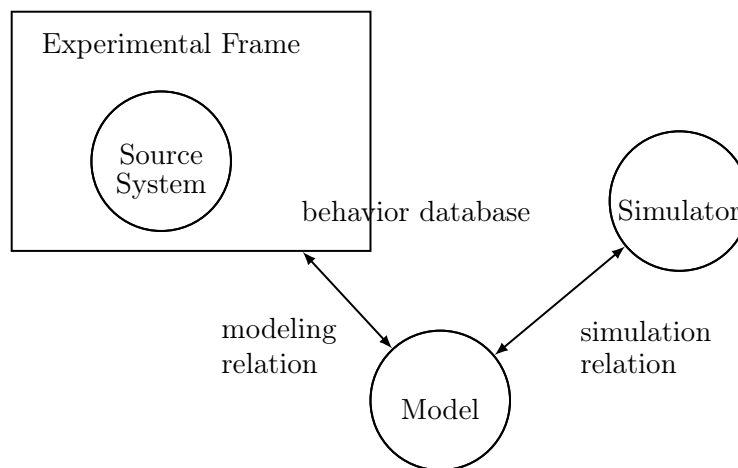 Experimental Frame
Source
System
behavior database
Simulator
modeling
relation
simulation
relation
Model